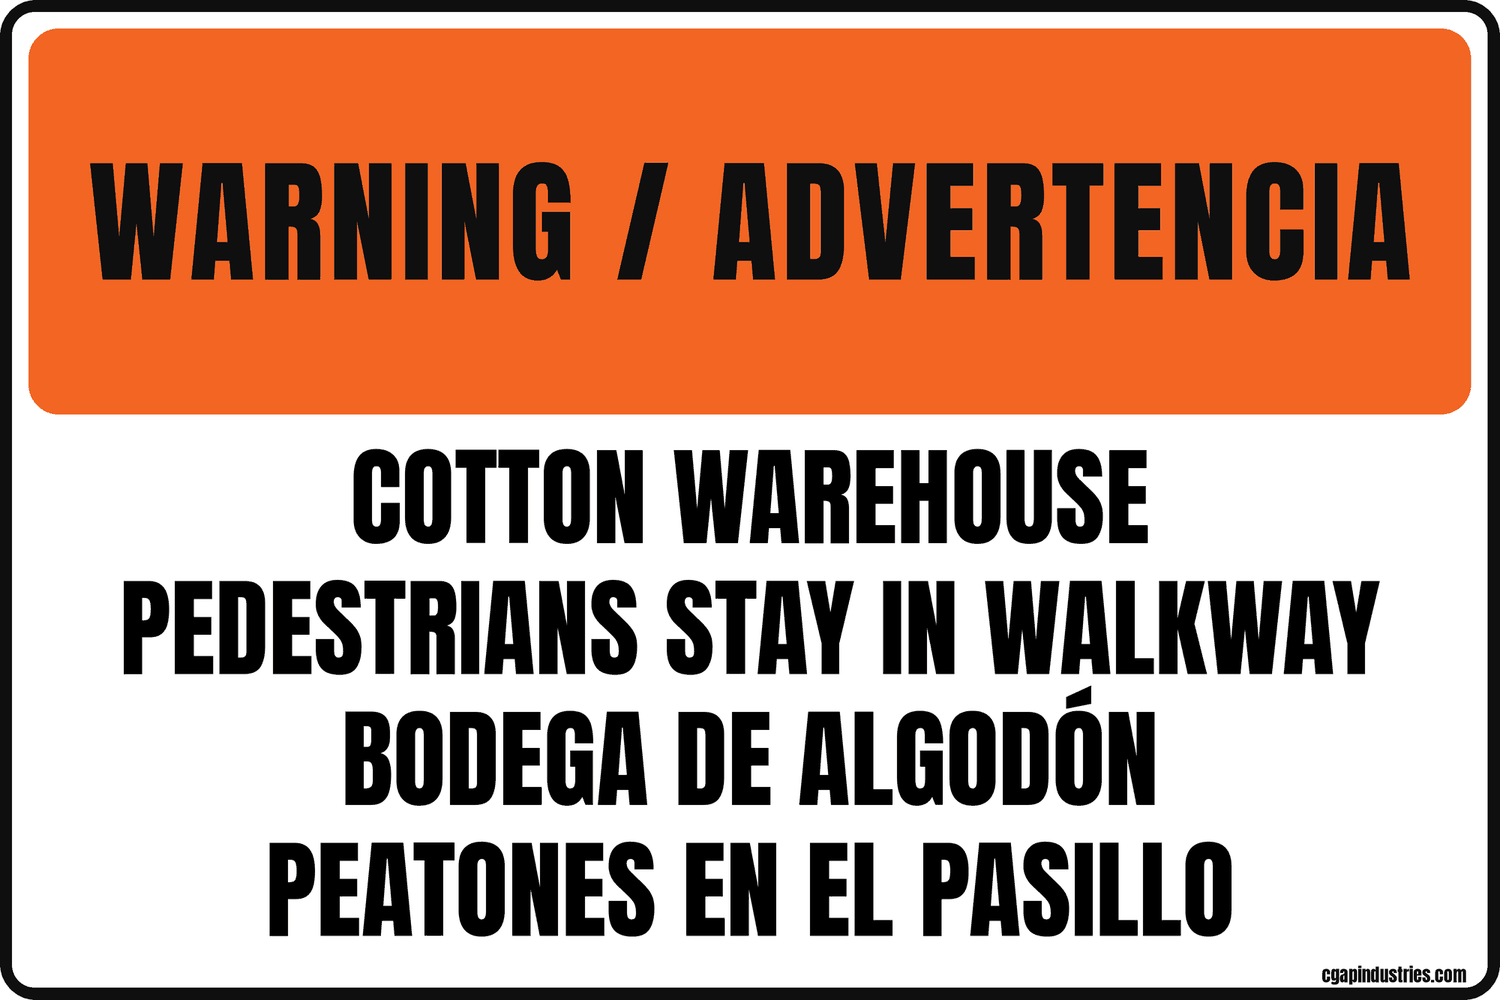 WARNING / ADVERTENCIA
COTTON WAREHOUSE
PEDESTRIANS STAY IN WALKWAY
BODEGA DE ALGODÓN
PEATONES EN EL PASILLO
cgapindustries.com